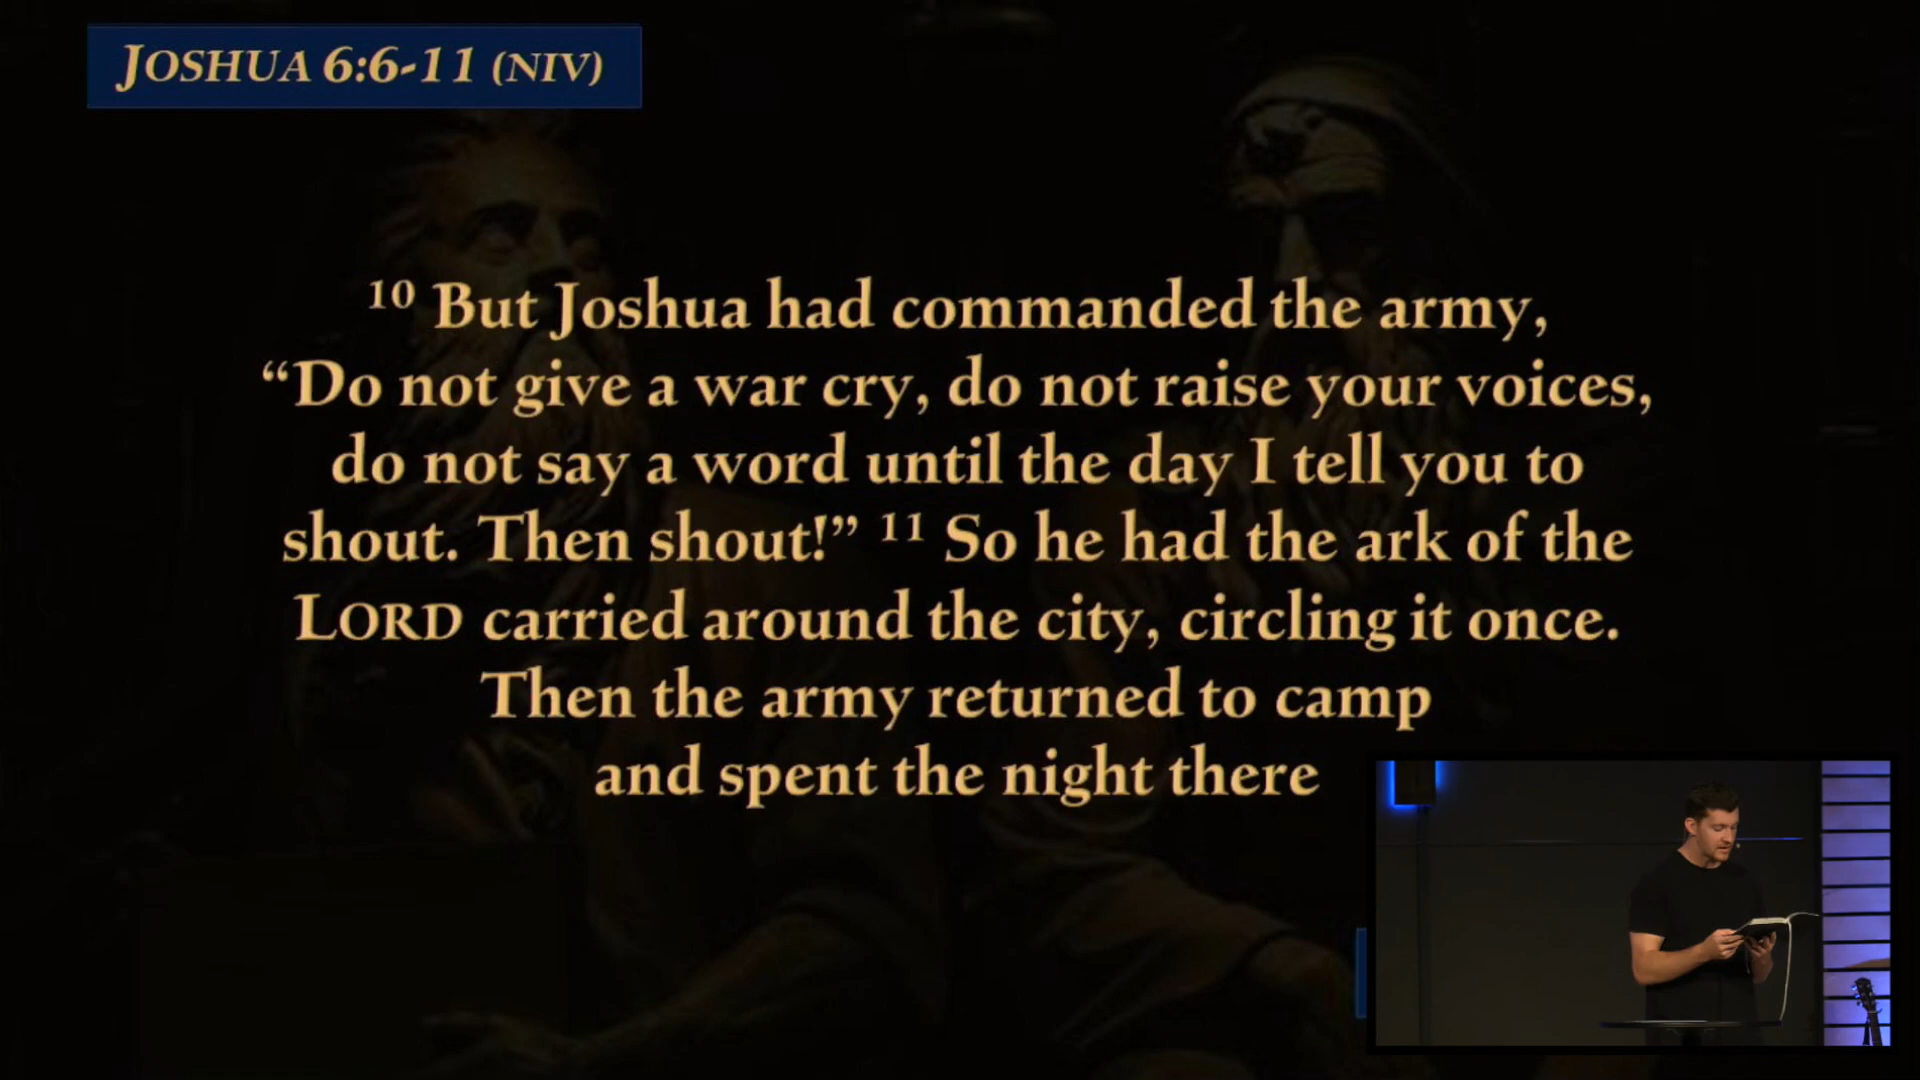 JOSHUA 6:6-11 (NIV)
10 But Joshua had commanded the army,
“Do not give a war cry, do not raise your voices,
do not say a word until the day I tell you to
shout. Then shout!” 11 So he had the ark of the
LORD carried around the city, circling it once.
Then the army returned to camp
and spent the night there